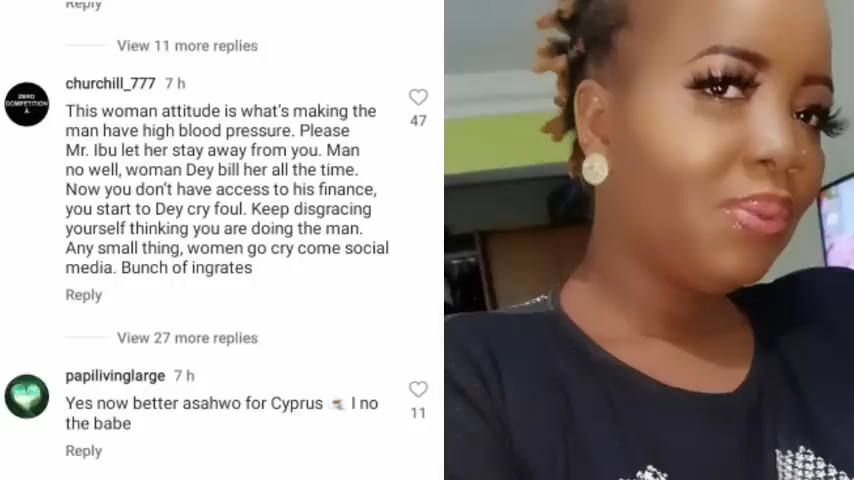 Reply
View 11 more replies
churchill_777 7 h
This woman attitude is what's making the
man have high blood pressure. Please
Mr. Ibu let her stay away from you. Man
no well, woman Dey bill her all the time.
Now you don't have access to his finance,
you start to Dey cry foul. Keep disgracing
yourself thinking you are doing the man.
Any small thing, women go cry come social
media. Bunch of ingrates
47
Reply
View 27 more replies
papilivinglarge 7 h
Yes now better asahwo for Cyprus 🇨🇾 I no
the babe
11
Reply
ZERO
COMPETITION